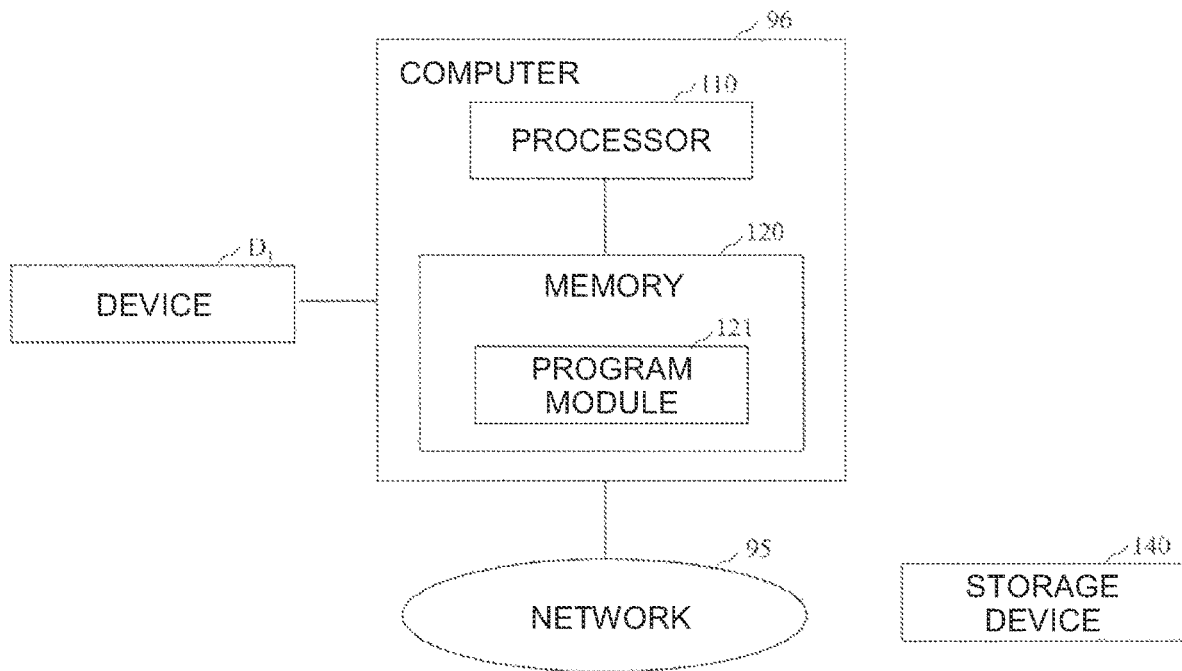 96
COMPUTER
110
PROCESSOR
120
D1
MEMORY
DEVICE
121
PROGRAM
MODULE
95
140
NETWORK
STORAGE
DEVICE